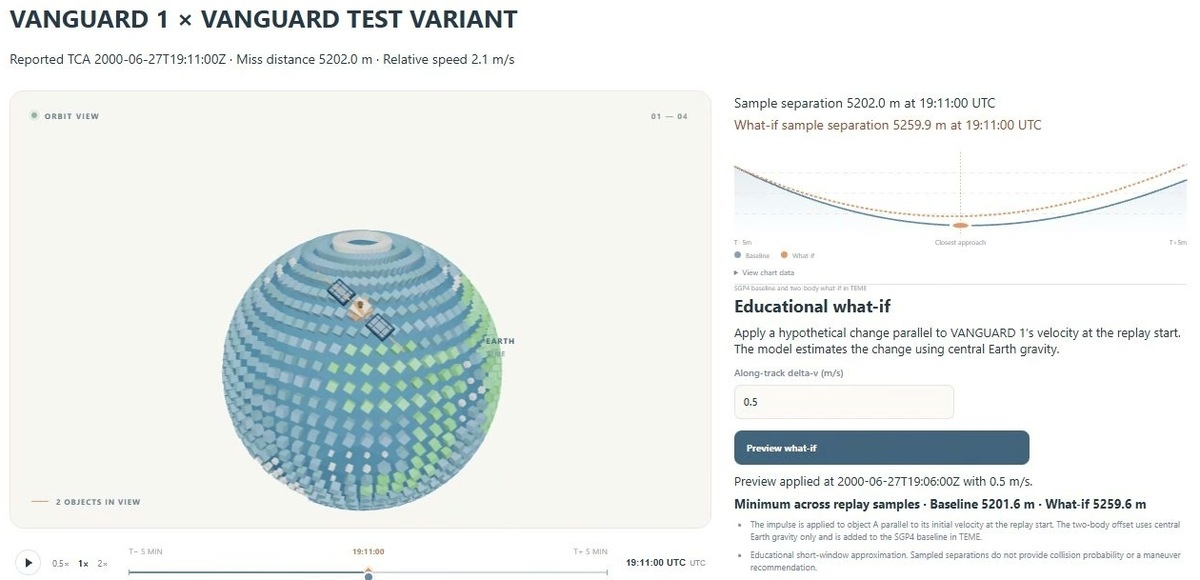 VANGUARD 1 × VANGUARD TEST VARIANT
Reported TCA 2000-06-27T19:11:00Z · Miss distance 5202.0 m · Relative speed 2.1 m/s
ORBIT VIEW
01 — 04
EARTH
2 OBJECTS IN VIEW
T− 5 MIN
19:11:00
T+ 5 MIN
0.5× 1× 2×
19:11:00 UTC UTC
Sample separation 5202.0 m at 19:11:00 UTC
What-if sample separation 5259.9 m at 19:11:00 UTC
T- 5m
Closest approach
T+5m
Baseline
What if
View chart data
SGP4 baseline and two-body what-if in TEME
Educational what-if
Apply a hypothetical change parallel to VANGUARD 1's velocity at the replay start.
The model estimates the change using central Earth gravity.
Along-track delta-v (m/s)
0.5
Preview what-if
Preview applied at 2000-06-27T19:06:00Z with 0.5 m/s.
Minimum across replay samples · Baseline 5201.6 m · What-if 5259.6 m
The impulse is applied to object A parallel to its initial velocity at the replay start. The two-body offset uses central
Earth gravity only and is added to the SGP4 baseline in TEME.
Educational short-window approximation. Sampled separations do not provide collision probability or a maneuver
recommendation.